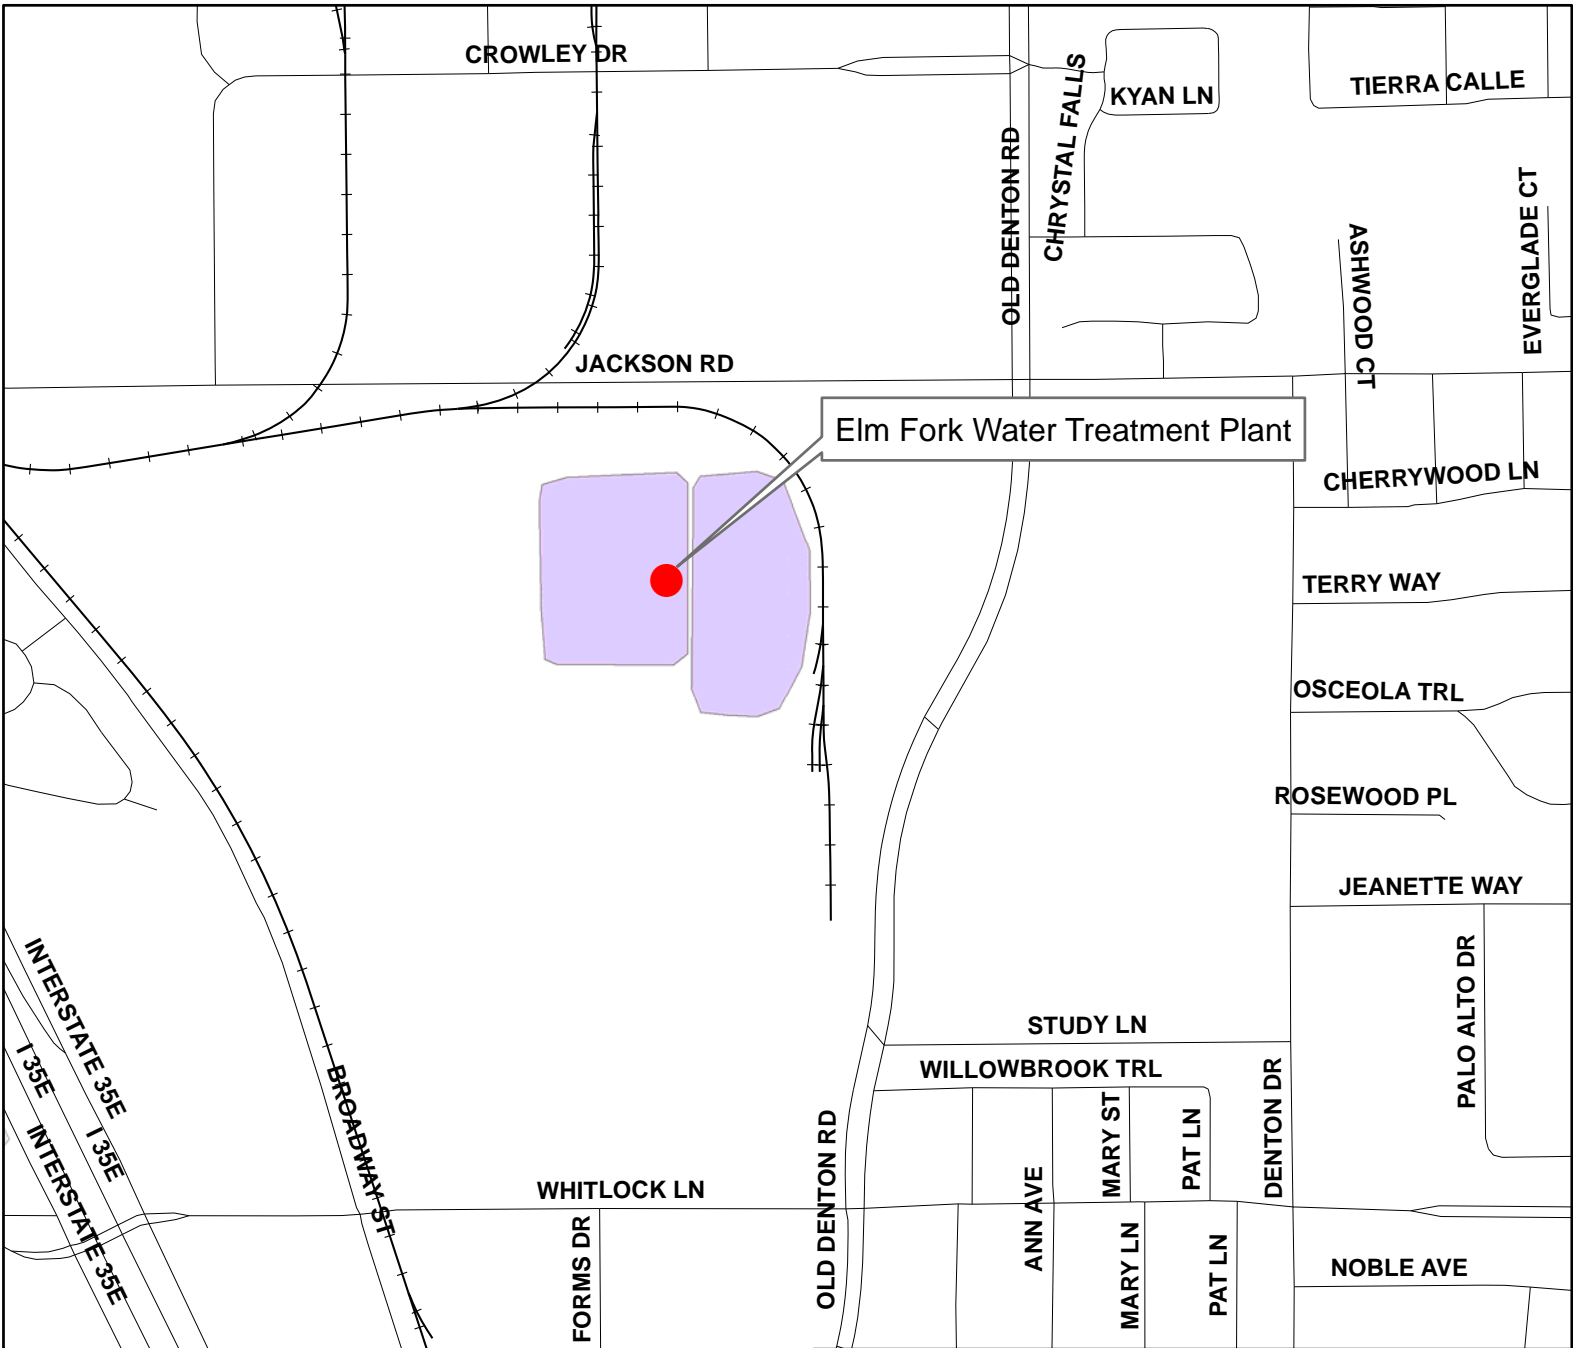 CROWLEY DR
CHRYSTAL FALLS
KYAN LN
TIERRA CALLE
OLD DENTON RD
EVERGLADE CT
ASHWOOD CT
JACKSON RD
Elm Fork Water Treatment Plant
CHERRYWOOD LN
TERRY WAY
OSCEOLA TRL
ROSEWOOD PL
JEANETTE WAY
PALO ALTO DR
INTERSTATE 35E
I 35E
STUDY LN
WILLOWBROOK TRL
BROADWAY ST
DENTON DR
MARY ST
PAT LN
I 35E
INTERSTATE 35E
WHITLOCK LN
OLD DENTON RD
ANN AVE
FORMS DR
MARY LN
PAT LN
NOBLE AVE